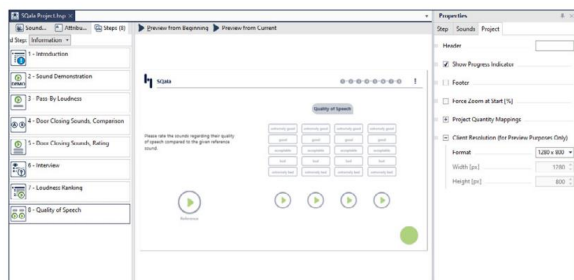 SQala Project.hsp ×
Sound... Attribu... Steps (8)
Preview from Beginning Preview from Current
d Step: Information
1 - Introduction
DEMO
2 - Sound Demonstration
3 - Pass-By Loudness
4 - Door Closing Sounds, Comparison
5 - Door Closing Sounds, Rating
6 - Interview
7 - Loudness Ranking
8 - Quality of Speech
SQala
Quality of Speech
Please rate the sounds regarding their quality
of speech compared to the given reference
sound.
extremely good extremely good extremely good extremely good
good good good good
acceptable acceptable acceptable acceptable
bad bad bad bad
extremely bad extremely bad extremely bad extremely bad
Reference
Properties
Step Sounds Project
Header
Show Progress Indicator
Footer
Force Zoom at Start [%]
Project Quantity Mappings
Client Resolution (for Preview Purposes Only)
Format 1280 x 800
Width [px] 1280
Height [px] 800